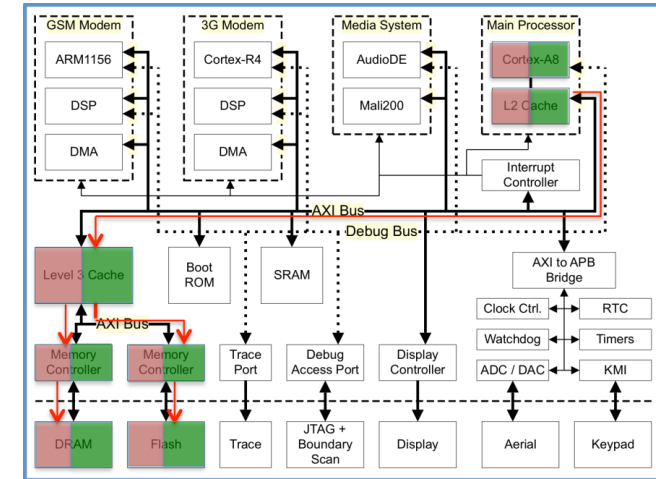 GSM Modem
3G Modem
Media System
Main Processor
ARM1156
Cortex-R4
AudioDE
Cortex-A8
DSP
DSP
Mali200
L2 Cache
DMA
DMA
Interrupt
Controller
AXI Bus
Debug Bus
Level 3 Cache
Boot
ROM
SRAM
AXI to APB
Bridge
Clock Ctrl.
RTC
AXI Bus
Watchdog
Timers
Memory
Controller
Memory
Controller
Trace
Port
Debug
Access Port
Display
Controller
ADC / DAC
KMI
DRAM
Flash
Trace
JTAG +
Boundary
Scan
Display
Aerial
Keypad